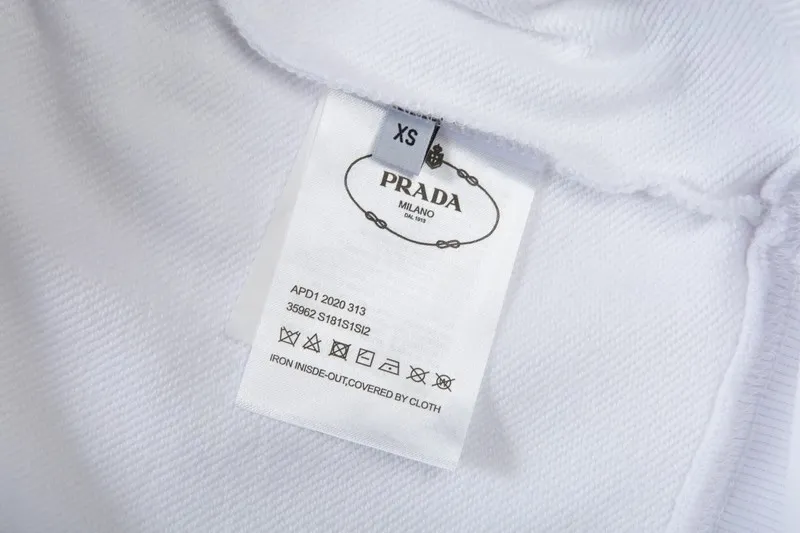 XS
PRADA
MILANO
DAL 1913
APD1 2020 313
35962 S181S1SI2
IRON INISDE-OUT,COVERED BY CLOTH